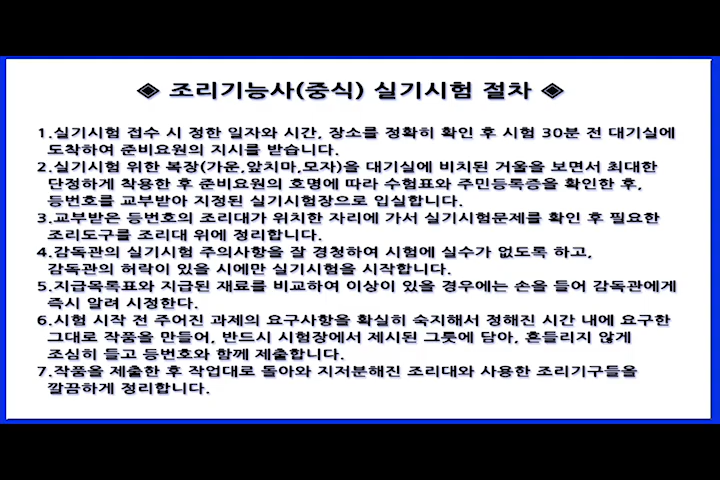 ◈ 조리기능사(중식) 실기시험 절차 ◈
1.실기시험 접수 시 정한 일자와 시간, 장소를 정확히 확인 후 시험 30분 전 대기실에
도착하여 준비요원의 지시를 받습니다.
2.실기시험 위한 복장(가운,앞치마,모자)을 대기실에 비치된 거울을 보면서 최대한
단정하게 착용한 후 준비요원의 호명에 따라 수험표와 주민등록증을 확인한 후,
등번호를 교부받아 지정된 실기시험장으로 입실합니다.
3.교부받은 등번호의 조리대가 위치한 자리에 가서 실기시험문제를 확인 후 필요한
조리도구를 조리대 위에 정리합니다.
4.감독관의 실기시험 주의사항을 잘 경청하여 시험에 실수가 없도록 하고,
감독관의 허락이 있을 시에만 실기시험을 시작합니다.
5.지급목록표와 지급된 재료를 비교하여 이상이 있을 경우에는 손을 들어 감독관에게
즉시 알려 시정한다.
6.시험 시작 전 주어진 과제의 요구사항을 확실히 숙지해서 정해진 시간 내에 요구한
그대로 작품을 만들어, 반드시 시험장에서 제시된 그릇에 담아, 흔들리지 않게
조심히 들고 등번호와 함께 제출합니다.
7.작품을 제출한 후 작업대로 돌아와 지저분해진 조리대와 사용한 조리기구들을
깔끔하게 정리합니다.